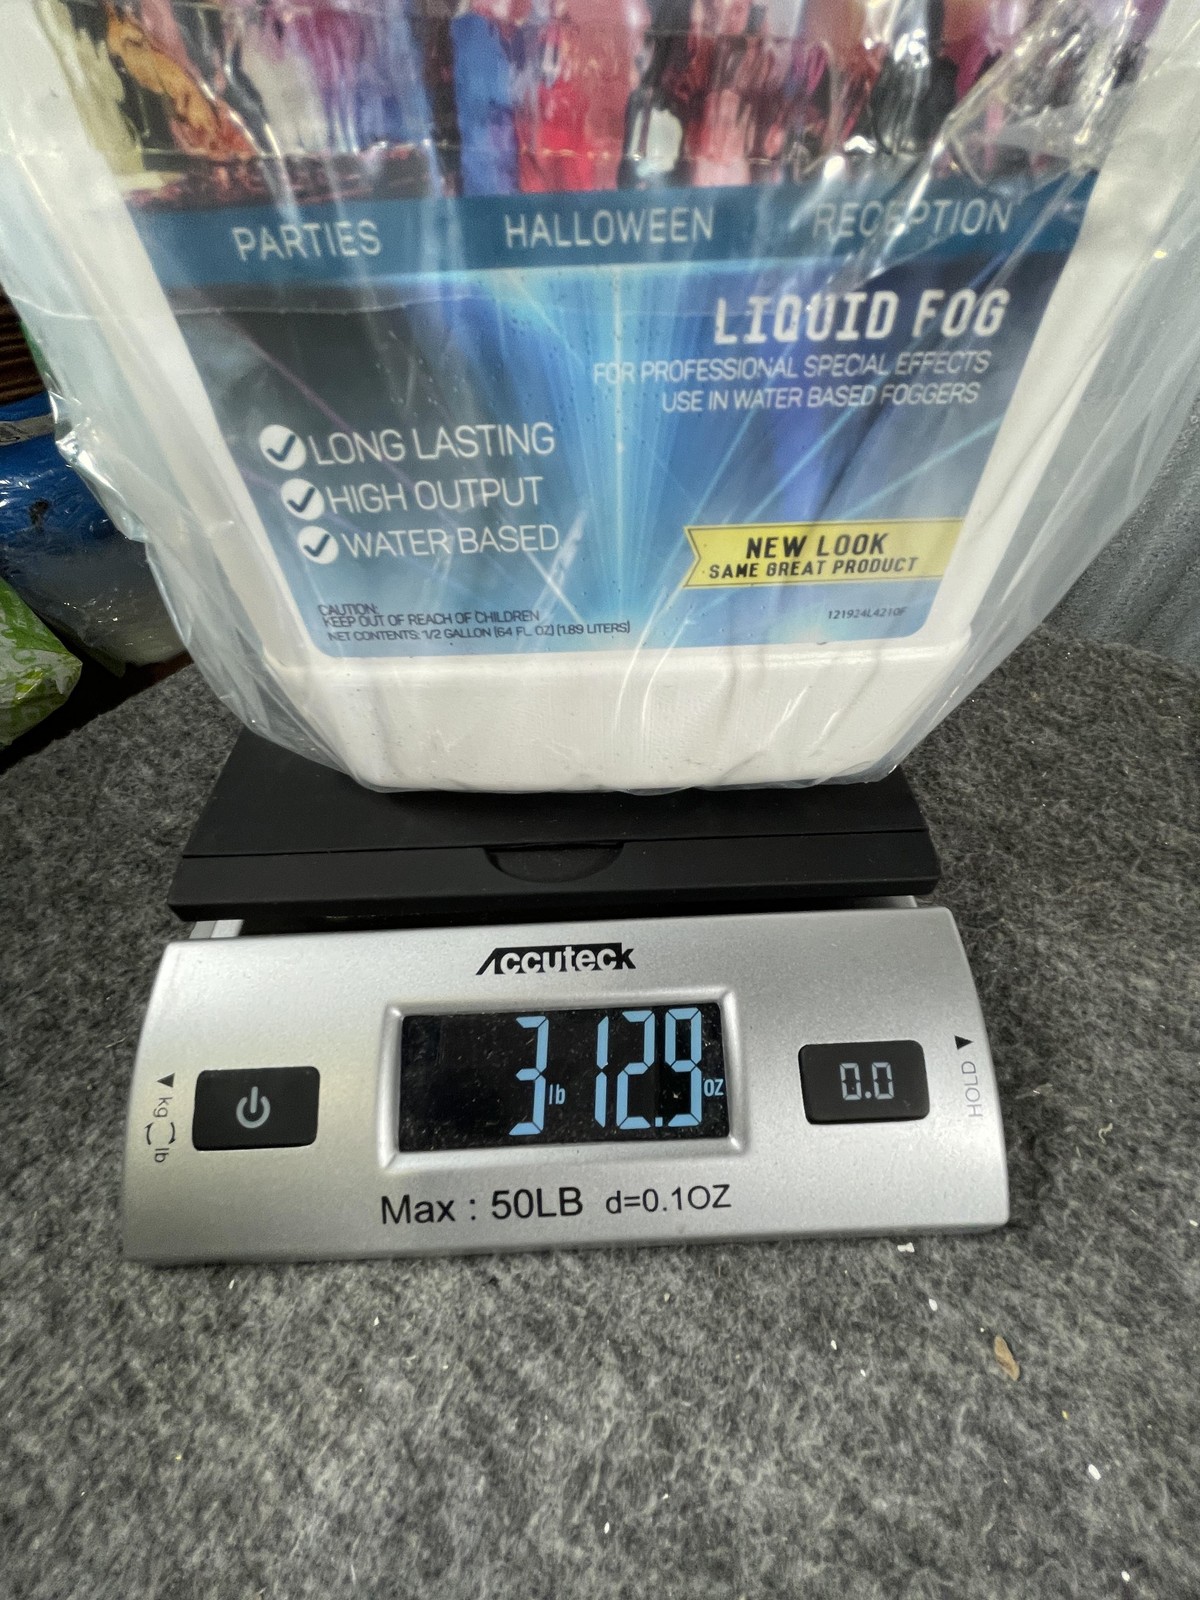 PARTIES HALLOWEEN RECEPTION
LIQUID FOG
FOR PROFESSIONAL SPECIAL EFFECTS
USE IN WATER BASED FOGGERS
LONG LASTING
HIGH OUTPUT
WATER BASED
NEW LOOK
SAME GREAT PRODUCT
CAUTION:
KEEP OUT OF REACH OF CHILDREN
NET CONTENTS: 1/2 GALLON (64 FL. OZ) (1.89 LITERS)
121924L4210F
Accuteck
3 lb 12.9 oz
kg lb
0.0
HOLD
Max : 50LB d=0.1OZ